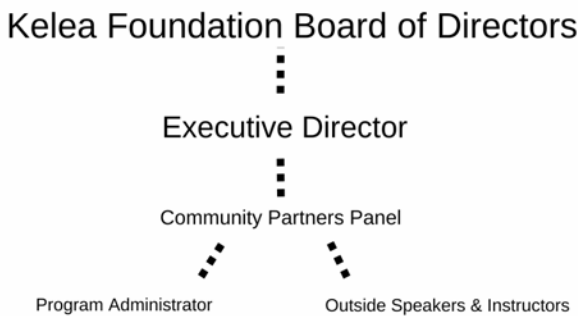 Kelea Foundation Board of Directors
Executive Director
Community Partners Panel
Program Administrator
Outside Speakers & Instructors